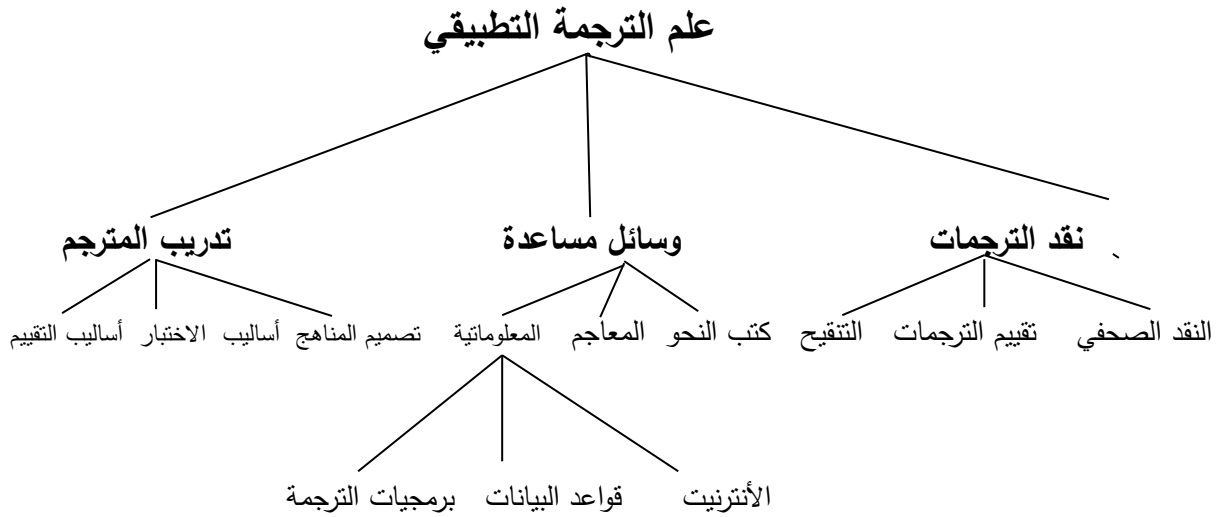 علم الترجمة التطبيقي
نقد الترجمات وسائل مساعدة تدريب المترجم
النقد الصحفي تقييم الترجمات التنقيح كتب النحو المعاجم المعلوماتية تصميم المناهج أساليب الاختبار أساليب التقييم
الأنترنيت قواعد البيانات برمجيات الترجمة